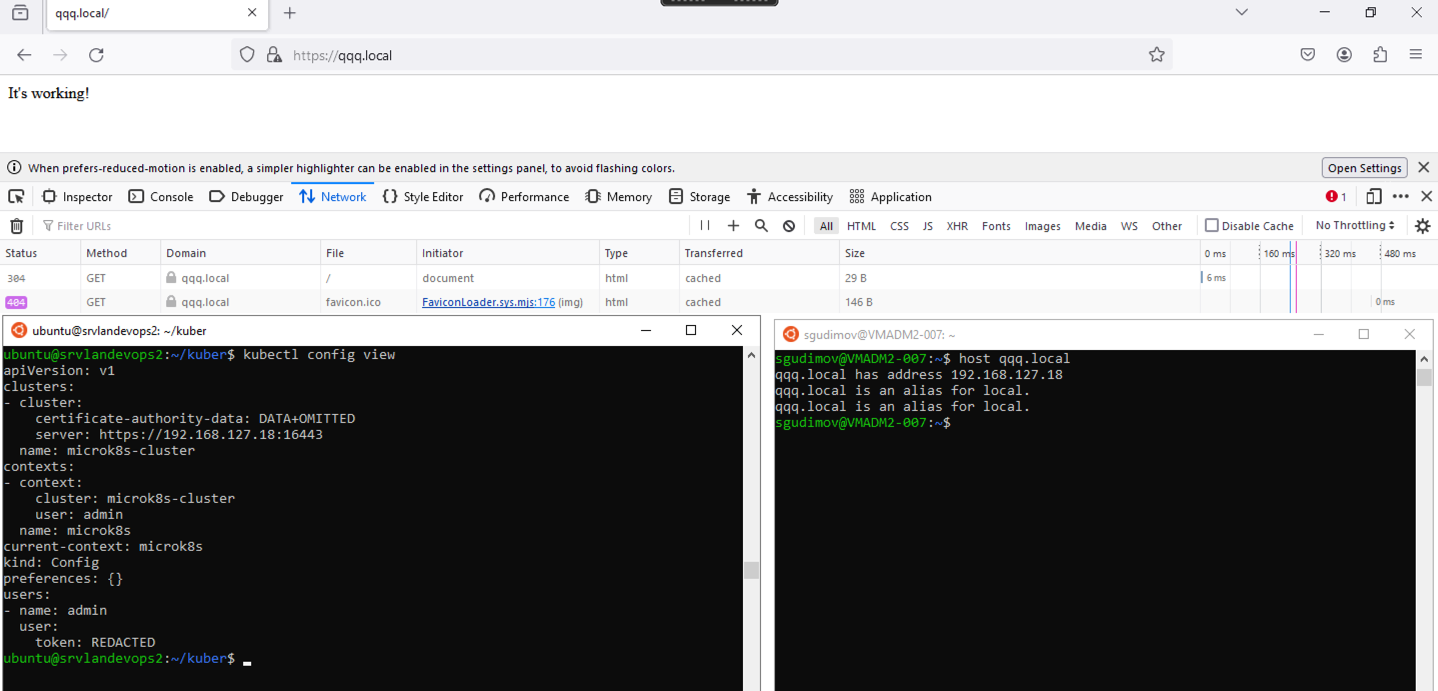 qqq.local/
https://qqq.local
It's working!
When prefers-reduced-motion is enabled, a simpler highlighter can be enabled in the settings panel, to avoid flashing colors.
Open Settings
Inspector Console Debugger Network Style Editor Performance Memory Storage Accessibility Application 1
Filter URLs All HTML CSS JS XHR Fonts Images Media WS Other Disable Cache No Throttling
Status Method Domain File Initiator Type Transferred Size 0 ms 160 ms 320 ms 480 ms
304 GET qqq.local / document html cached 29 B 6 ms
404 GET qqq.local favicon.ico FaviconLoader.sys.mjs:176 (img) html cached 146 B 0 ms
ubuntu@srvlandevops2: ~/kuber
ubuntu@srvlandevops2:~/kuber$ kubectl config view
apiVersion: v1
clusters:
- cluster:
    certificate-authority-data: DATA+OMITTED
    server: https://192.168.127.18:16443
  name: microk8s-cluster
contexts:
- context:
    cluster: microk8s-cluster
    user: admin
  name: microk8s
current-context: microk8s
kind: Config
preferences: {}
users:
- name: admin
  user:
    token: REDACTED
ubuntu@srvlandevops2:~/kuber$
sgudimov@VMADM2-007: ~
sgudimov@VMADM2-007:~$ host qqq.local
qqq.local has address 192.168.127.18
qqq.local is an alias for local.
qqq.local is an alias for local.
sgudimov@VMADM2-007:~$